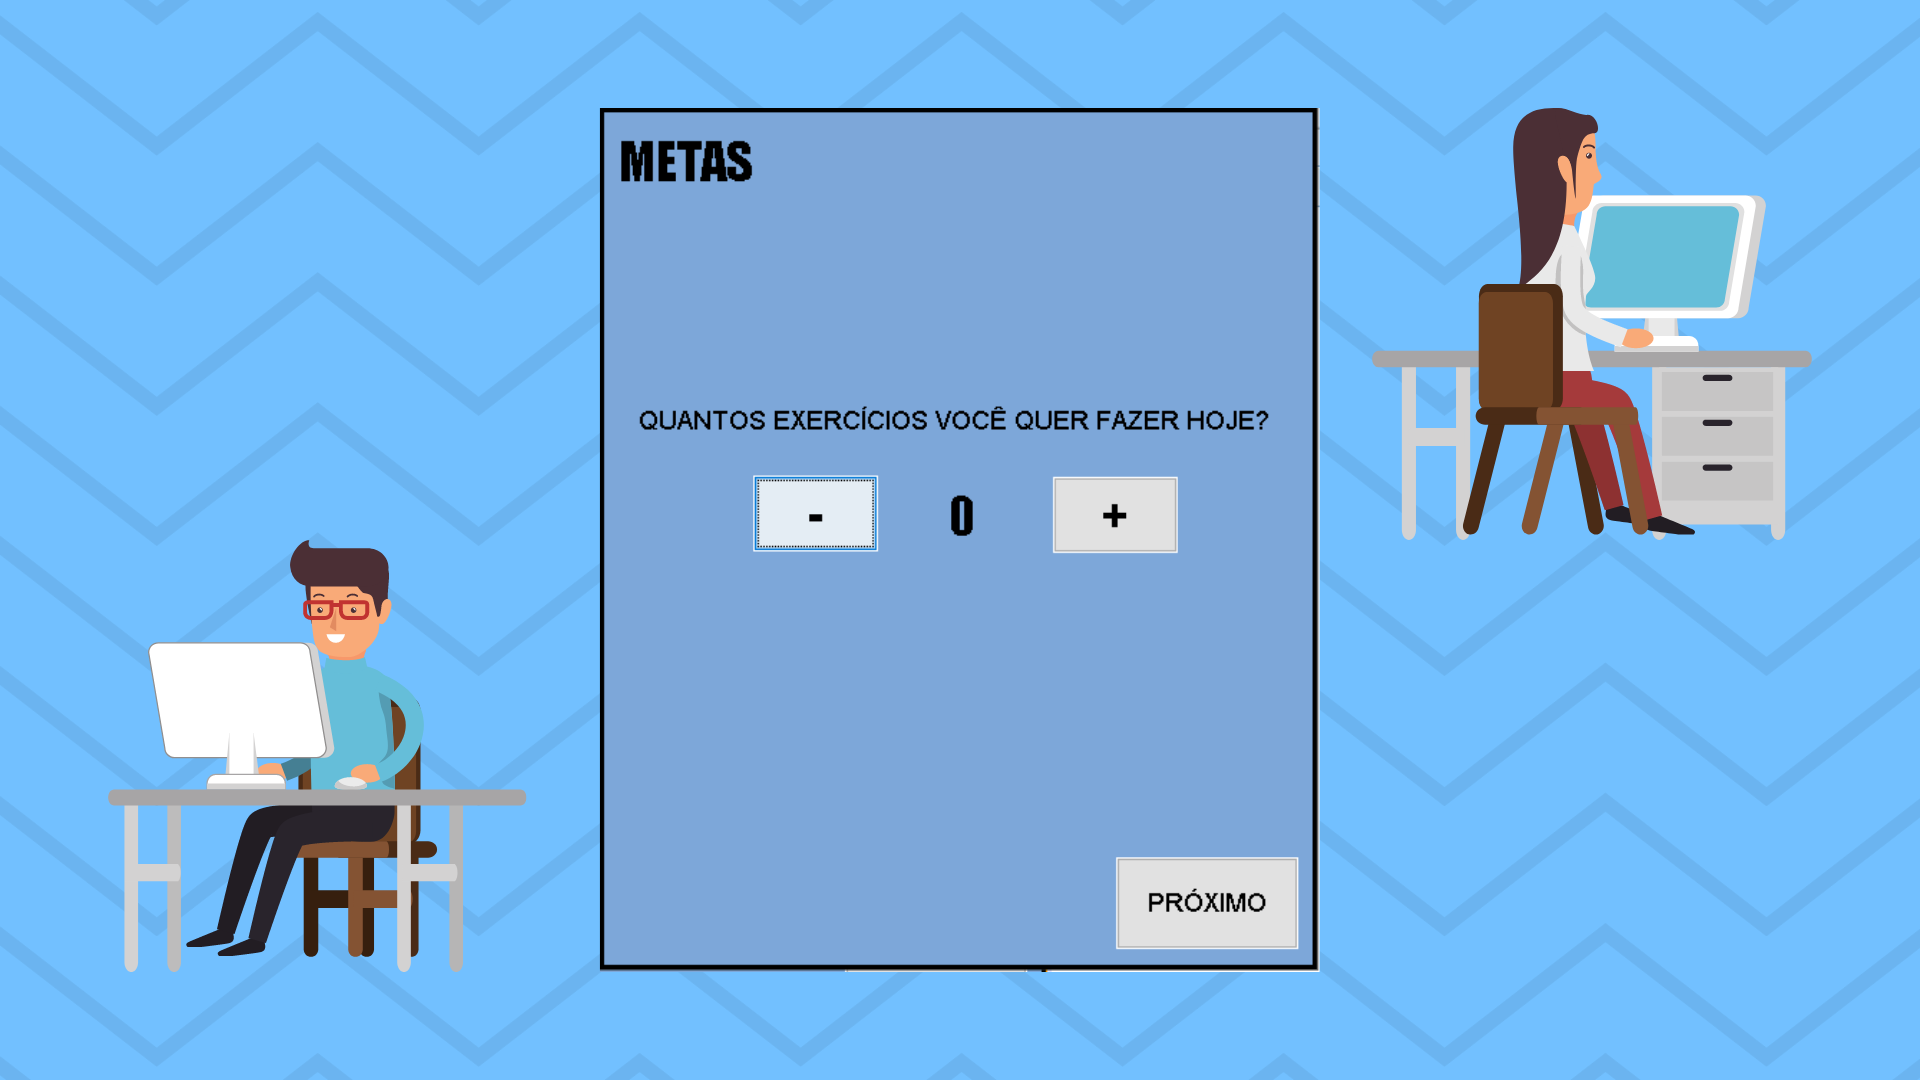 METAS
QUANTOS EXERCÍCIOS VOCÊ QUER FAZER HOJE?
- 0 +
PRÓXIMO